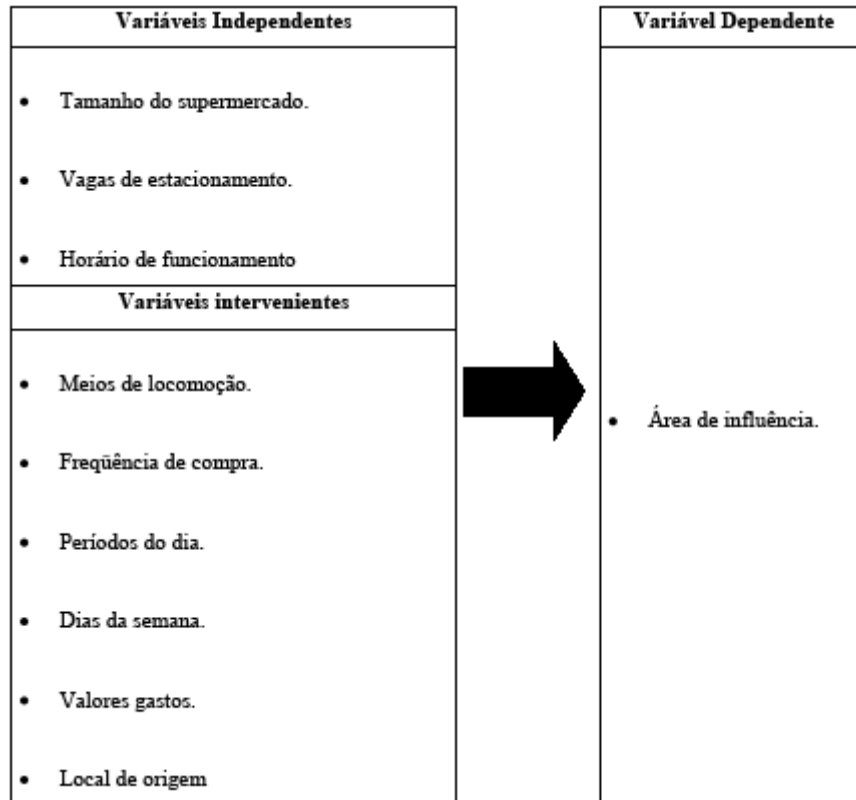 Variáveis Independentes
• Tamanho do supermercado.
• Vagas de estacionamento.
• Horário de funcionamento
Variáveis intervenientes
• Meios de locomoção.
• Freqüência de compra.
• Períodos do dia.
• Dias da semana.
• Valores gastos.
• Local de origem
Variável Dependente
• Área de influência.